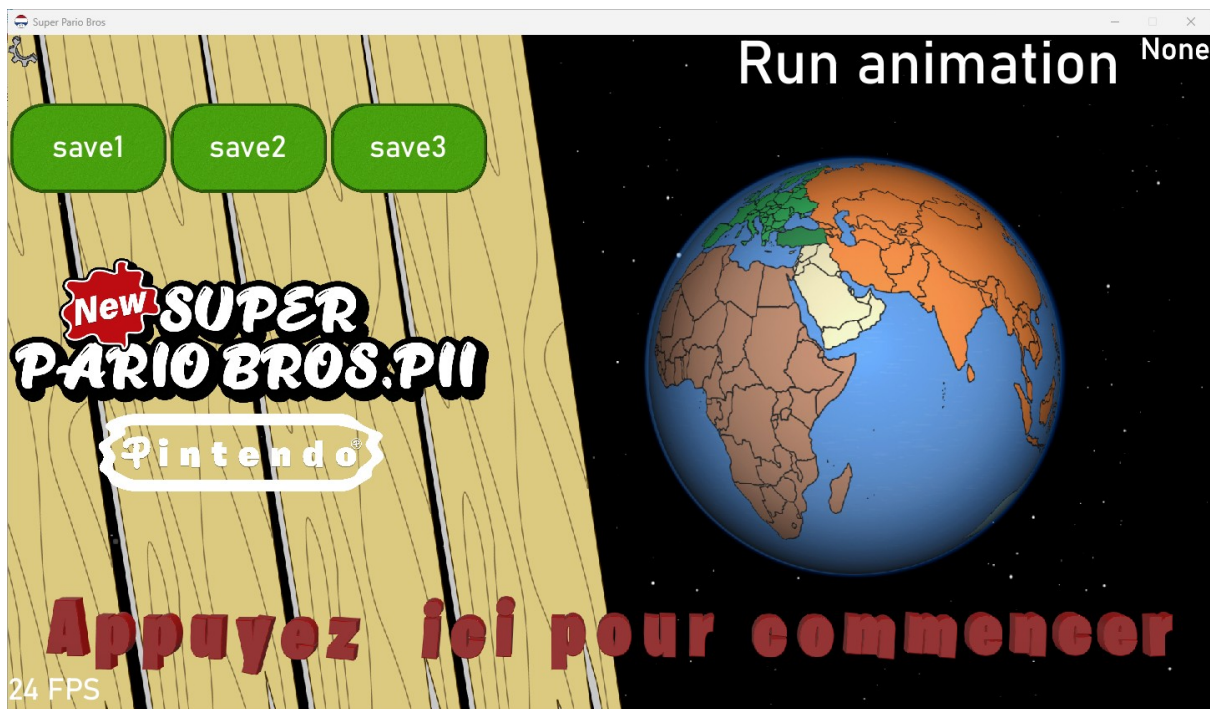 Super Pario Bros
Run animation
None
save1 save2 save3
New SUPER
PARIO BROS.PII
Pintendo®
Appuyez ici pour commencer
24 FPS